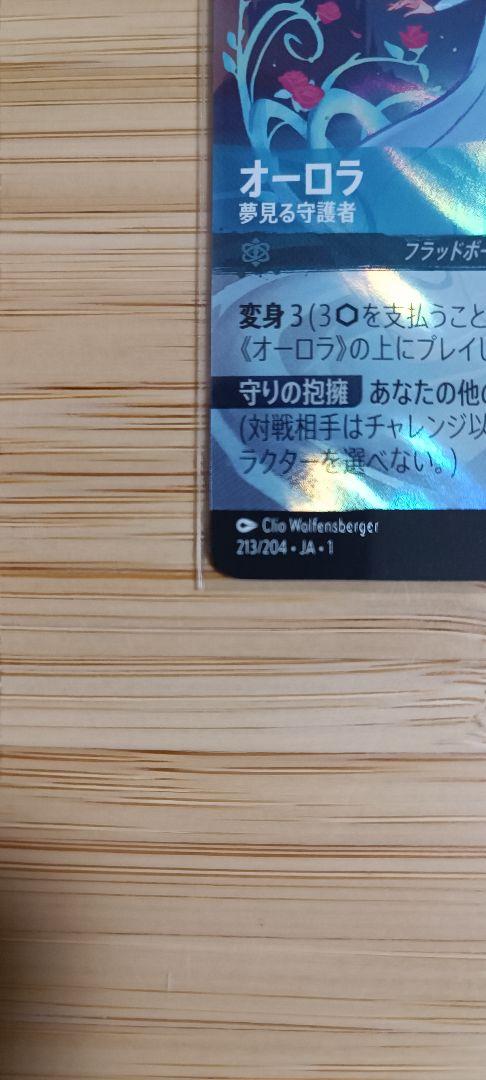 オーロラ
夢見る守護者
フラッドボー
変身 3 (3⬡を支払うこと
《オーロラ》の上にプレイし
守りの抱擁 あなたの他の
(対戦相手はチャレンジ以
ラクターを選べない。)
Clio Wolfensberger
213/204 • JA • 1